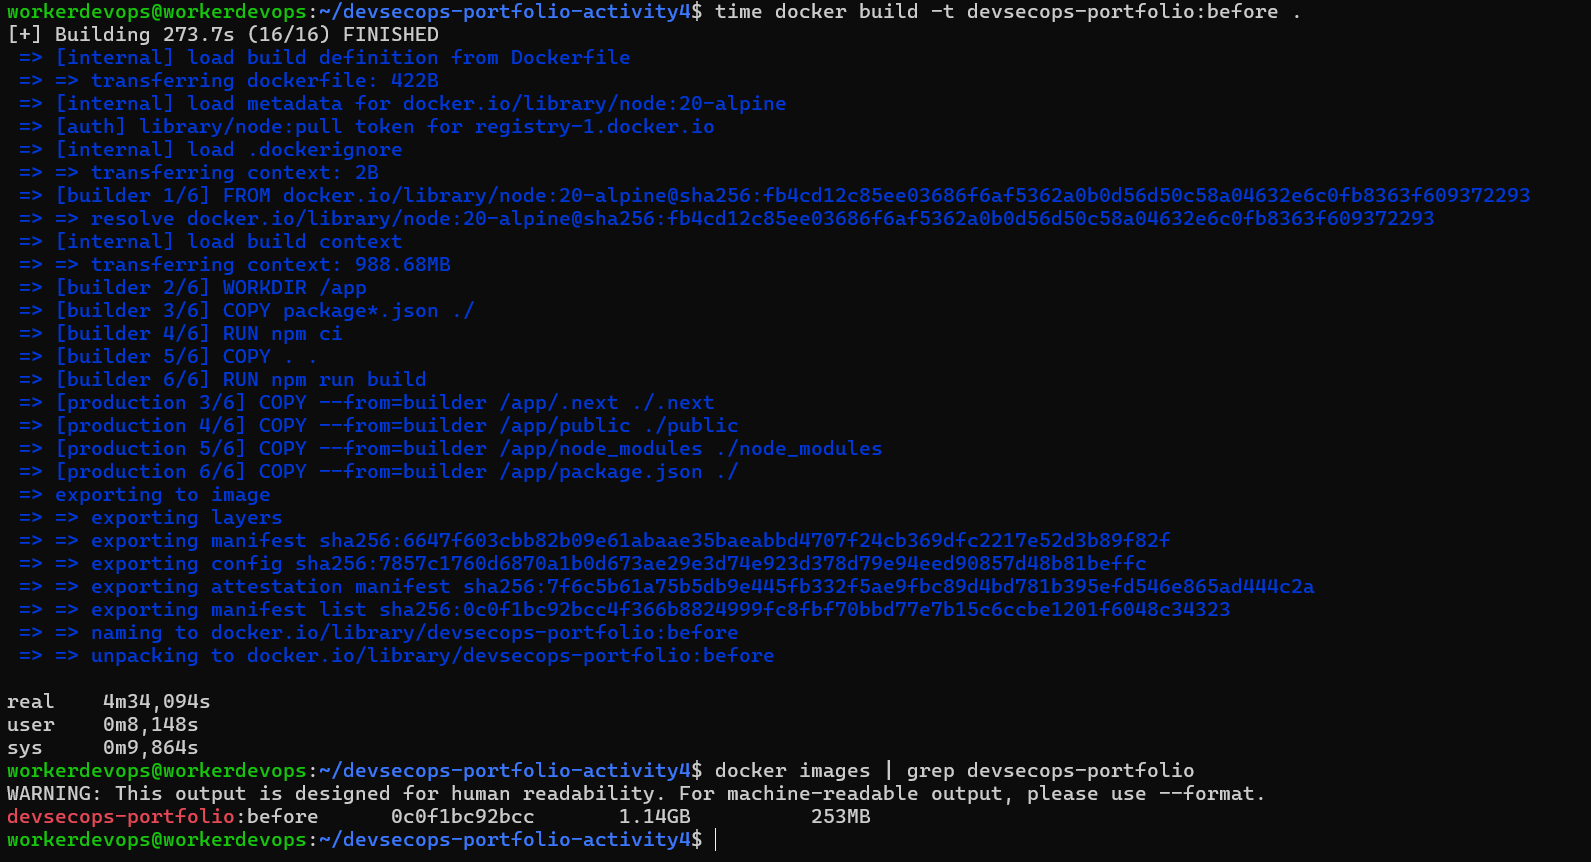 workerdevops@workerdevops:~/devsecops-portfolio-activity4$ time docker build -t devsecops-portfolio:before .
[+] Building 273.7s (16/16) FINISHED
 => [internal] load build definition from Dockerfile
 => => transferring dockerfile: 422B
 => [internal] load metadata for docker.io/library/node:20-alpine
 => [auth] library/node:pull token for registry-1.docker.io
 => [internal] load .dockerignore
 => => transferring context: 2B
 => [builder 1/6] FROM docker.io/library/node:20-alpine@sha256:fb4cd12c85ee03686f6af5362a0b0d56d50c58a04632e6c0fb8363f609372293
 => => resolve docker.io/library/node:20-alpine@sha256:fb4cd12c85ee03686f6af5362a0b0d56d50c58a04632e6c0fb8363f609372293
 => [internal] load build context
 => => transferring context: 988.68MB
 => [builder 2/6] WORKDIR /app
 => [builder 3/6] COPY package*.json ./
 => [builder 4/6] RUN npm ci
 => [builder 5/6] COPY . .
 => [builder 6/6] RUN npm run build
 => [production 3/6] COPY --from=builder /app/.next ./.next
 => [production 4/6] COPY --from=builder /app/public ./public
 => [production 5/6] COPY --from=builder /app/node_modules ./node_modules
 => [production 6/6] COPY --from=builder /app/package.json ./
 => exporting to image
 => => exporting layers
 => => exporting manifest sha256:6647f603cbb82b09e61abaae35baeabbd4707f24cb369dfc2217e52d3b89f82f
 => => exporting config sha256:7857c1760d6870a1b0d673ae29e3d74e923d378d79e94eed90857d48b81beffc
 => => exporting attestation manifest sha256:7f6c5b61a75b5db9e445fb332f5ae9fbc89d4bd781b395efd546e865ad444c2a
 => => exporting manifest list sha256:0c0f1bc92bcc4f366b8824999fc8fbf70bbd77e7b15c6ccbe1201f6048c34323
 => => naming to docker.io/library/devsecops-portfolio:before
 => => unpacking to docker.io/library/devsecops-portfolio:before
real    4m34,094s
user    0m8,148s
sys     0m9,864s
workerdevops@workerdevops:~/devsecops-portfolio-activity4$ docker images | grep devsecops-portfolio
WARNING: This output is designed for human readability. For machine-readable output, please use --format.
devsecops-portfolio:before      0c0f1bc92bcc       1.14GB          253MB
workerdevops@workerdevops:~/devsecops-portfolio-activity4$